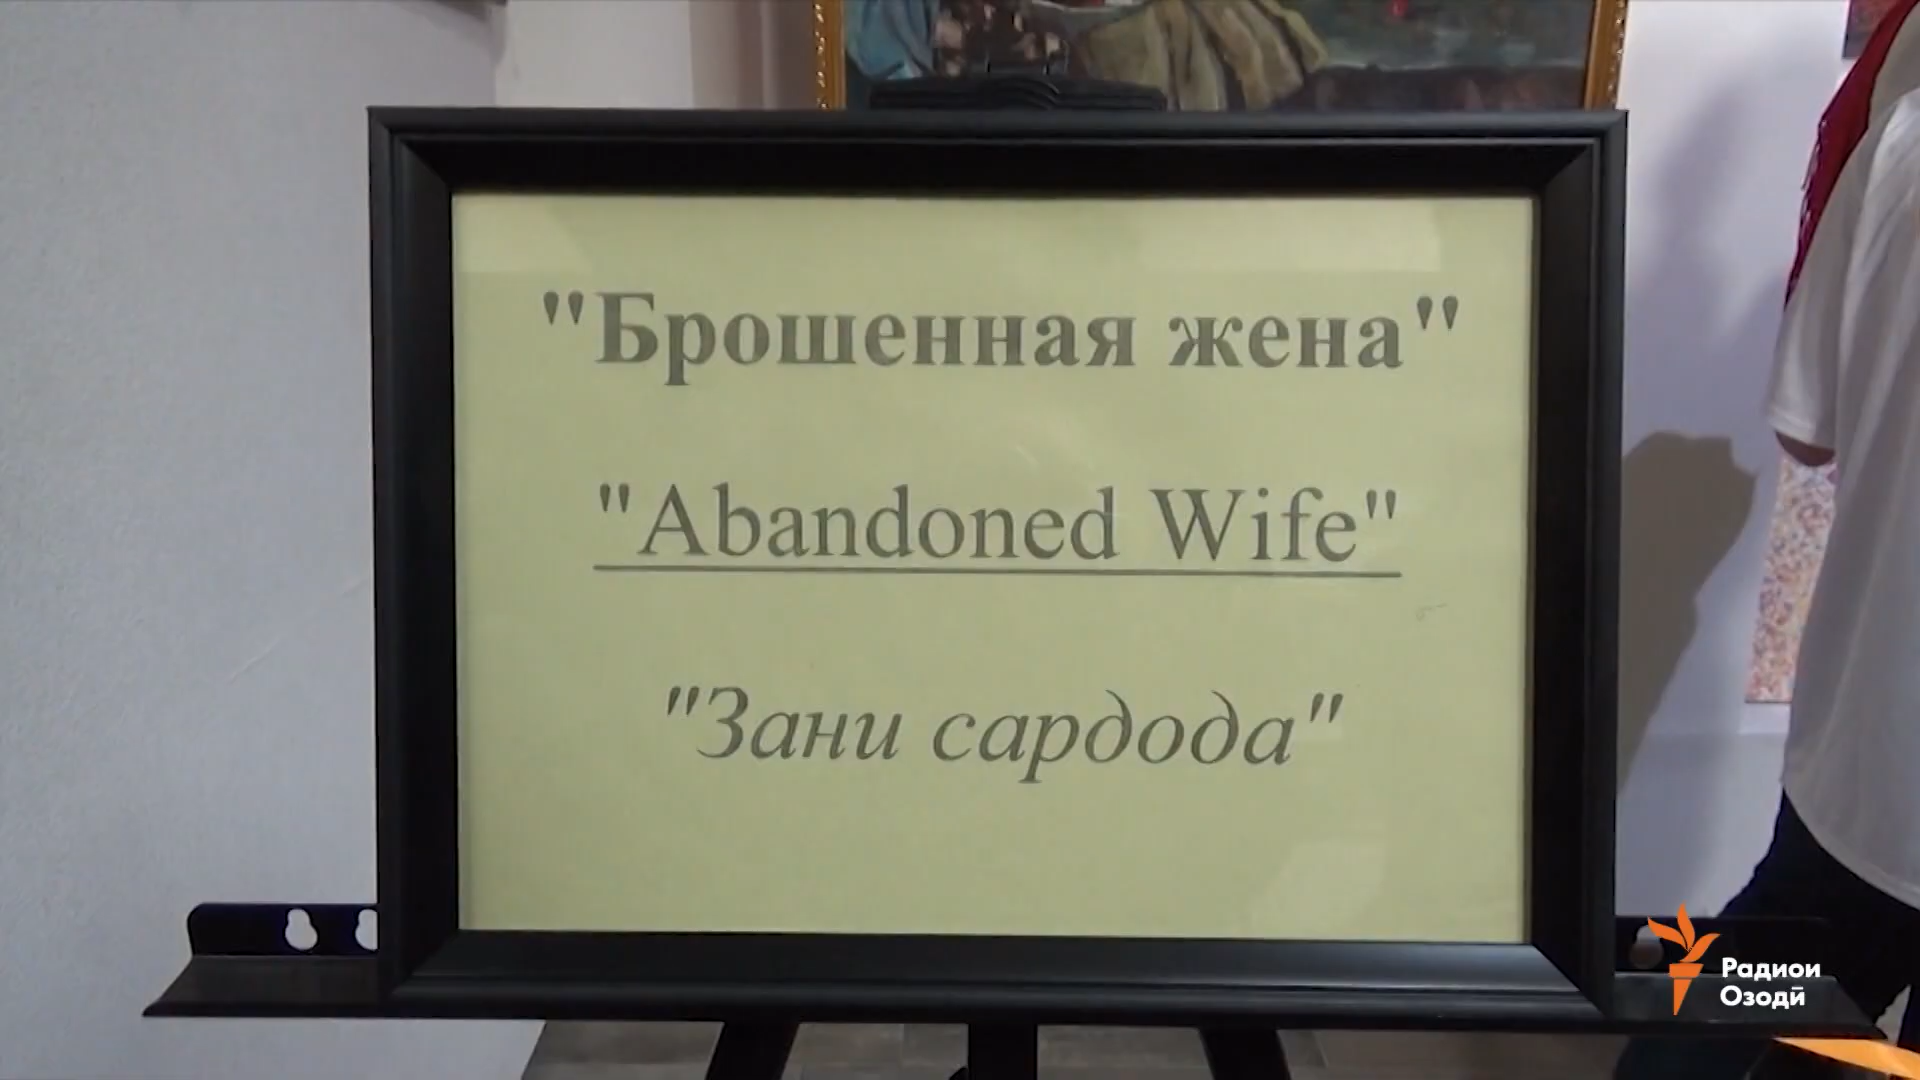 "Брошенная жена"
"Abandoned Wife"
"Зани сардода"
Радиои
Озодӣ